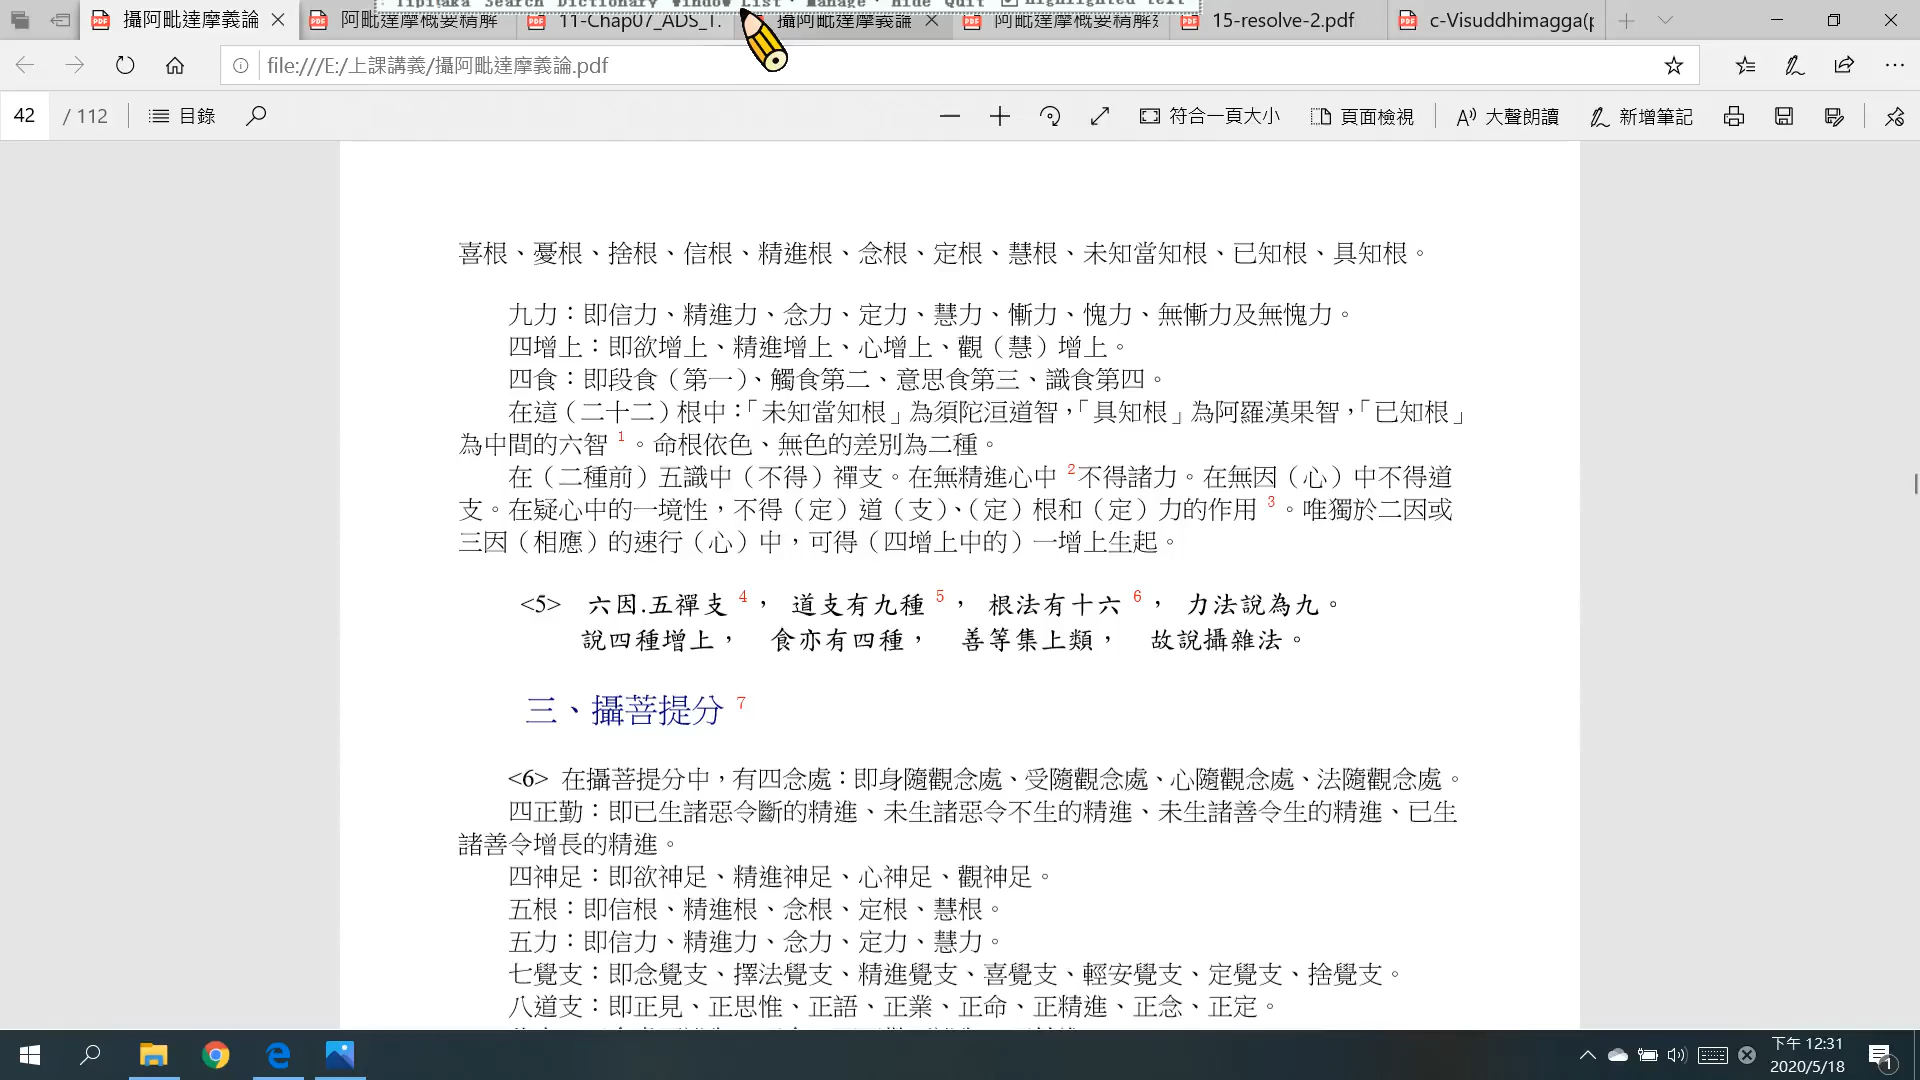 Tipitaka Search Dictionary Window List Manage Hide Quit Highlighted text
攝阿毗達摩義論
阿毗達摩概要精解
11-Chap07_ADS_1.
攝阿毗達摩義論
阿毗達摩概要精解
15-resolve-2.pdf
c-Visuddhimagga(p
file:///E:/上課講義/攝阿毗達摩義論.pdf
42 / 112 目錄 符合一頁大小 頁面檢視 大聲朗讀 新增筆記
喜根、憂根、捨根、信根、精進根、念根、定根、慧根、未知當知根、已知根、具知根。
九力：即信力、精進力、念力、定力、慧力、慚力、愧力、無慚力及無愧力。
四增上：即欲增上、精進增上、心增上、觀（慧）增上。
四食：即段食（第一）、觸食第二、意思食第三、識食第四。
在這（二十二）根中：「未知當知根」為須陀洹道智，「具知根」為阿羅漢果智，「已知根」
為中間的六智 1 。命根依色、無色的差別為二種。
在（二種前）五識中（不得）禪支。在無精進心中 2 不得諸力。在無因（心）中不得道
支。在疑心中的一境性，不得（定）道（支）、（定）根和（定）力的作用 3 。唯獨於二因或
三因（相應）的速行（心）中，可得（四增上中的）一增上生起。
<5> 六因.五禪支 4 ， 道支有九種 5 ， 根法有十六 6 ， 力法說為九。
說四種增上， 食亦有四種， 善等集上類， 故說攝雜法。
三、攝菩提分 7
<6> 在攝菩提分中，有四念處：即身隨觀念處、受隨觀念處、心隨觀念處、法隨觀念處。
四正勤：即已生諸惡令斷的精進、未生諸惡令不生的精進、未生諸善令生的精進、已生
諸善令增長的精進。
四神足：即欲神足、精進神足、心神足、觀神足。
五根：即信根、精進根、念根、定根、慧根。
五力：即信力、精進力、念力、定力、慧力。
七覺支：即念覺支、擇法覺支、精進覺支、喜覺支、輕安覺支、定覺支、捨覺支。
八道支：即正見、正思惟、正語、正業、正命、正精進、正念、正定。
下午 12:31
2020/5/18
1